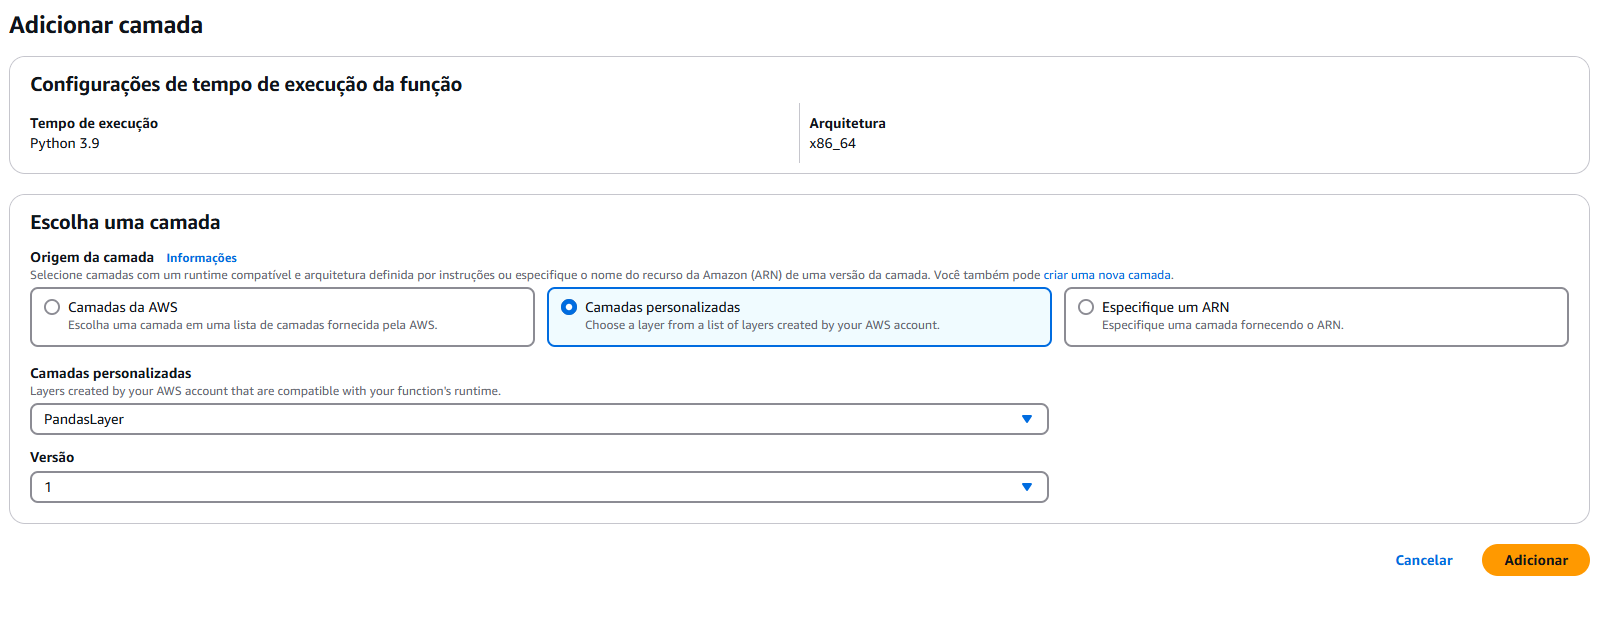 Adicionar camada
Configurações de tempo de execução da função
Tempo de execução
Python 3.9
Arquitetura
x86_64
Escolha uma camada
Origem da camada Informações
Selecione camadas com um runtime compatível e arquitetura definida por instruções ou especifique o nome do recurso da Amazon (ARN) de uma versão da camada. Você também pode criar uma nova camada.
Camadas da AWS
Escolha uma camada em uma lista de camadas fornecida pela AWS.
Camadas personalizadas
Choose a layer from a list of layers created by your AWS account.
Especifique um ARN
Especifique uma camada fornecendo o ARN.
Camadas personalizadas
Layers created by your AWS account that are compatible with your function's runtime.
PandasLayer
Versão
1
Cancelar
Adicionar